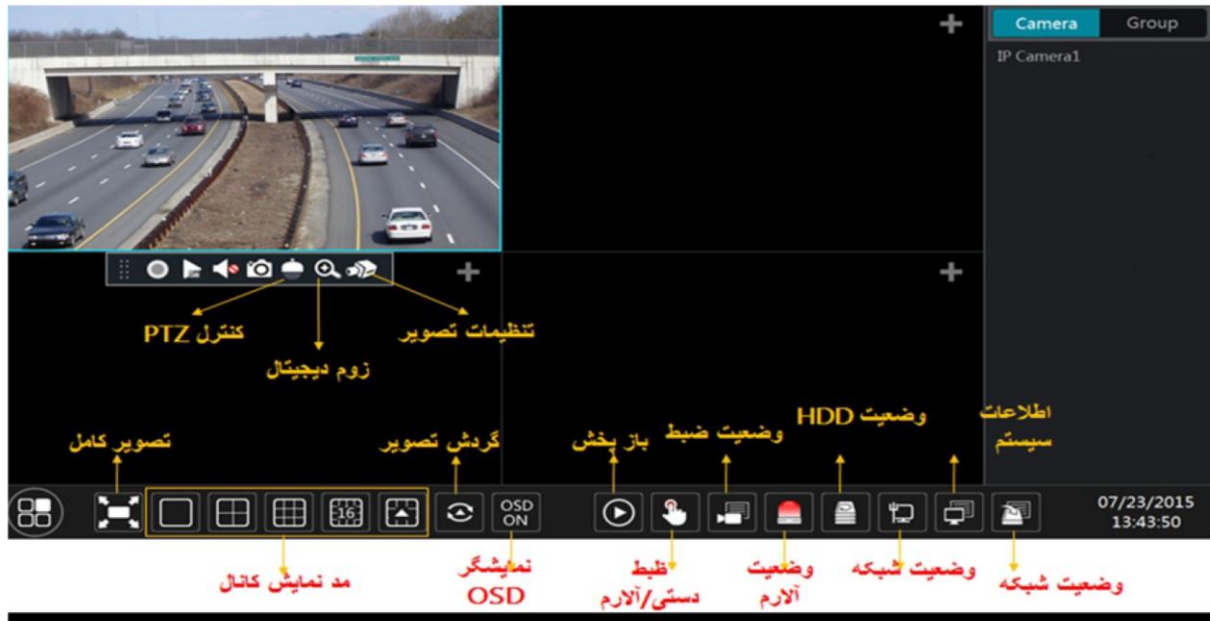 Camera Group
IP Camera1
کنترل PTZ
تنظیمات تصویر
زوم دیجیتال
تصویر کامل
گردش تصویر
باز پخش
وضعیت ضبط
وضعیت HDD
اطلاعات
سیستم
16
OSD
ON
07/23/2015
13:43:50
مد نمایش کانال
نمایشگر
OSD
ظبط
دستی/آلارم
وضعیت
آلارم
وضعیت شبکه
وضعیت شبکه